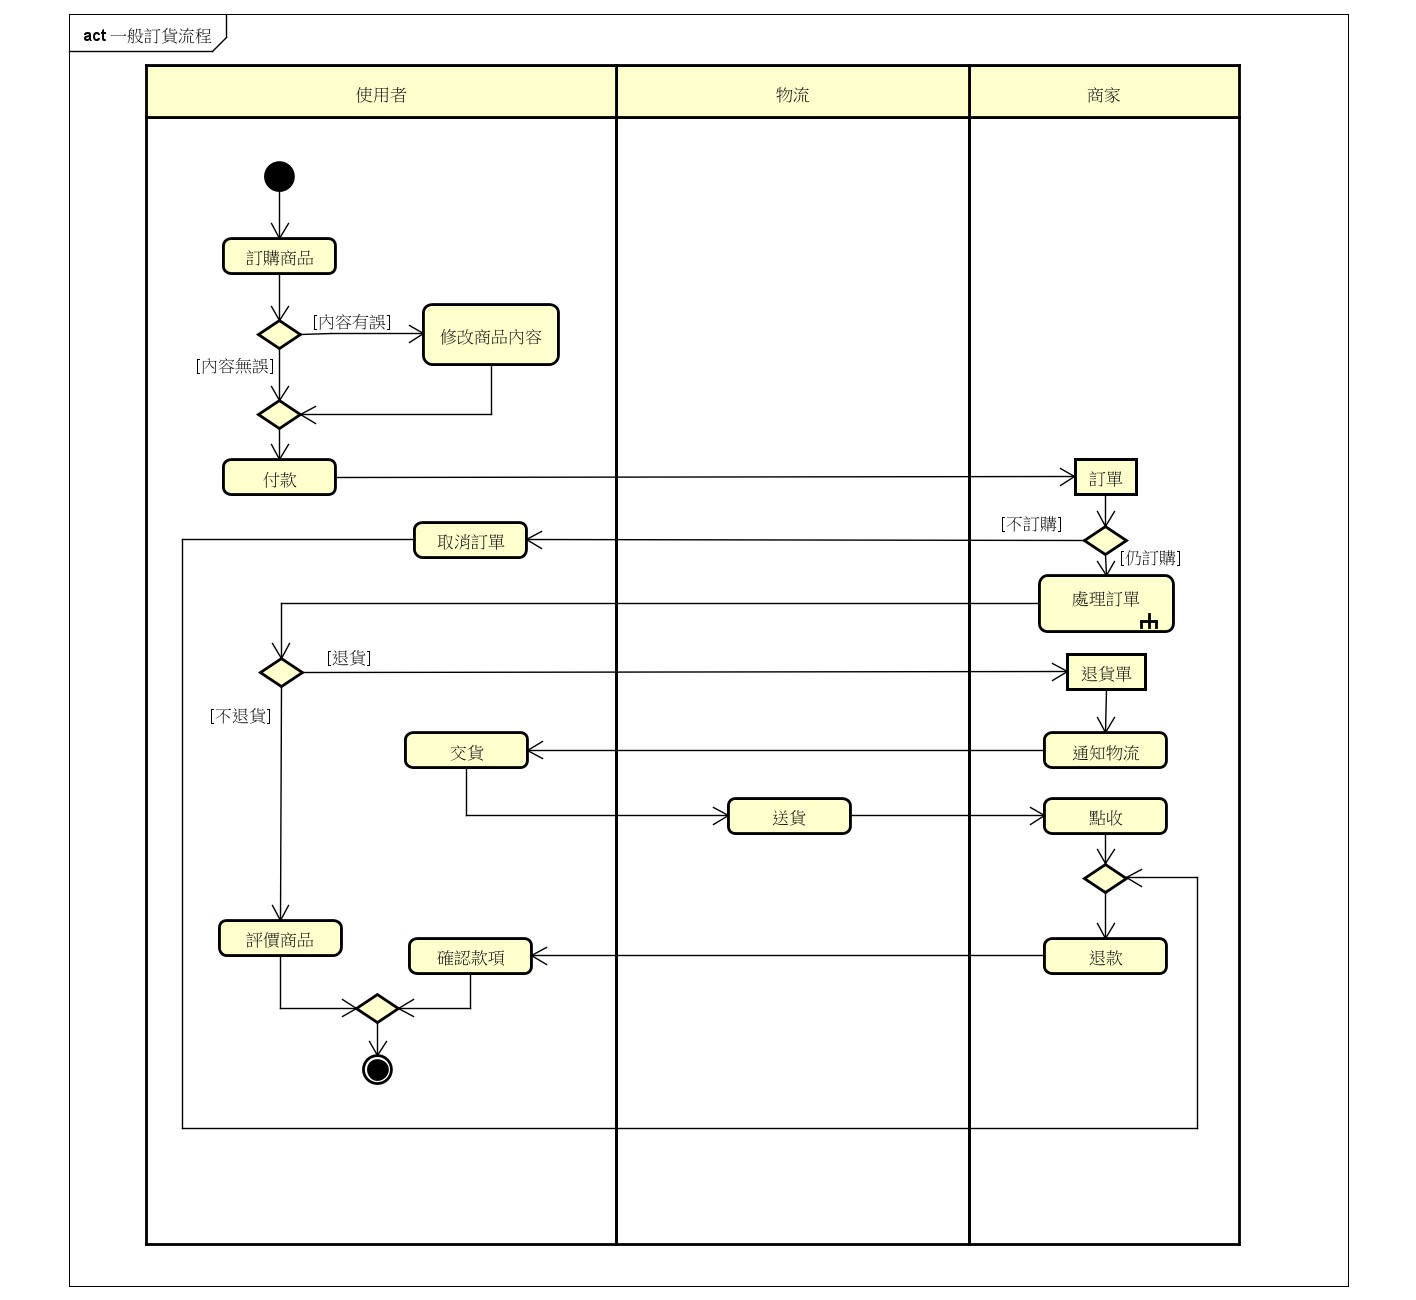 act 一般訂貨流程
使用者
物流
商家
訂購商品
[內容有誤]
修改商品內容
[內容無誤]
付款
訂單
[不訂購]
取消訂單
[仍訂購]
處理訂單
[退貨]
退貨單
[不退貨]
交貨
通知物流
送貨
點收
評價商品
確認款項
退款